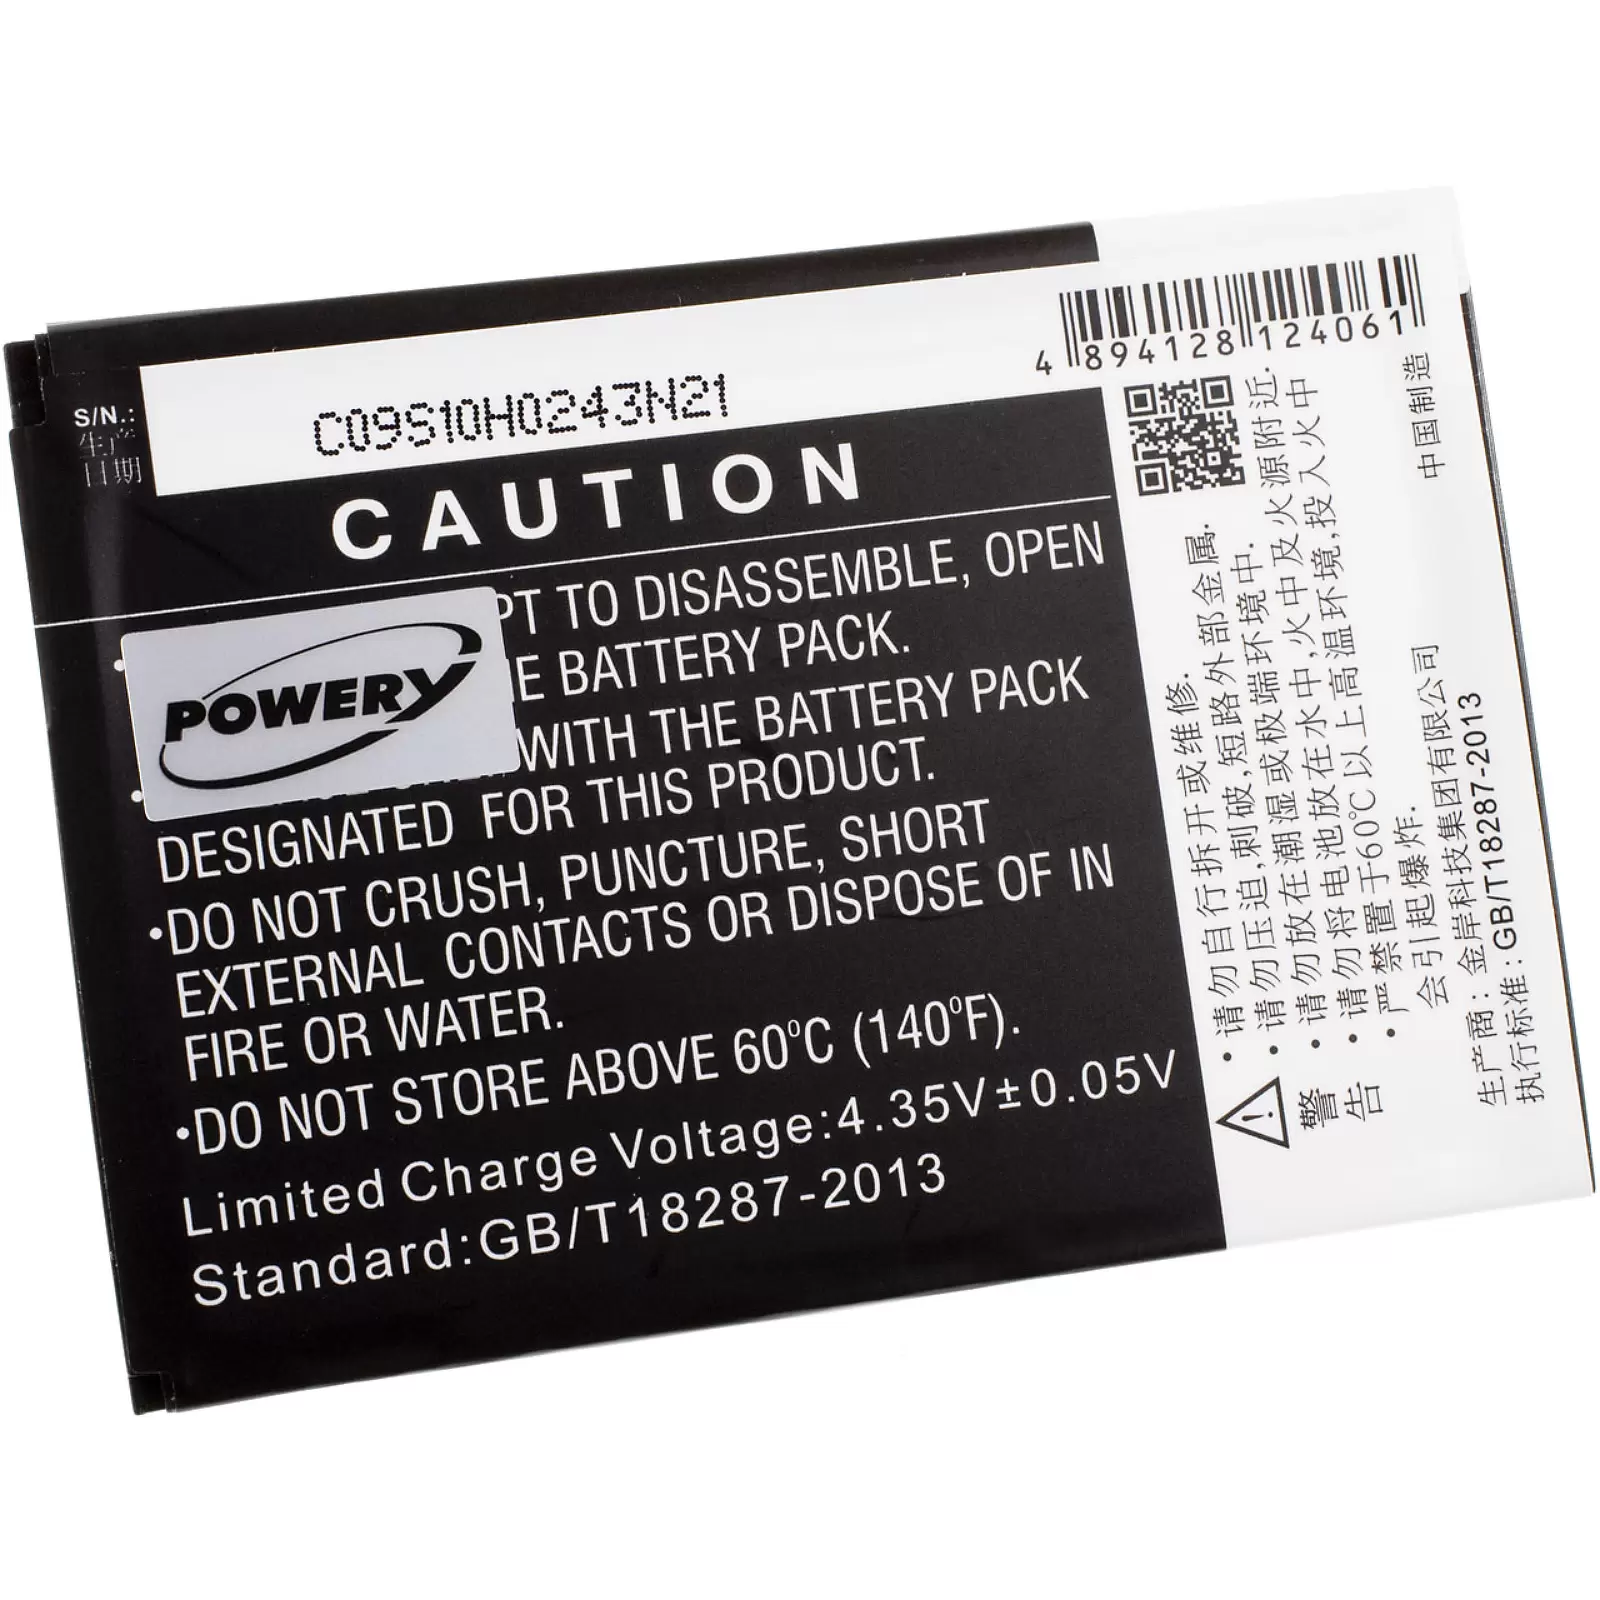 S/N.:
生产
日期
C09S10H0243N21
CAUTION
PT TO DISASSEMBLE, OPEN
E BATTERY PACK.
WITH THE BATTERY PACK
DESIGNATED FOR THIS PRODUCT.
•DO NOT CRUSH, PUNCTURE, SHORT
EXTERNAL CONTACTS OR DISPOSE OF IN
FIRE OR WATER.
•DO NOT STORE ABOVE 60°C (140°F).
Limited Charge Voltage:4.35V±0.05V
Standard:GB/T18287-2013
POWERY
4 894128 124061
中国制造
警告
•请勿自行拆开或维修.
•请勿压迫,刺破,短路外部金属.
•请勿放在潮湿或极端环境中.
•请勿将电池放在水中,火中及火源附近.
•严禁置于60℃以上高温环境,投入火中
会引起爆炸.
生产商:金岸科技集团有限公司
执行标准:GB/T18287-2013